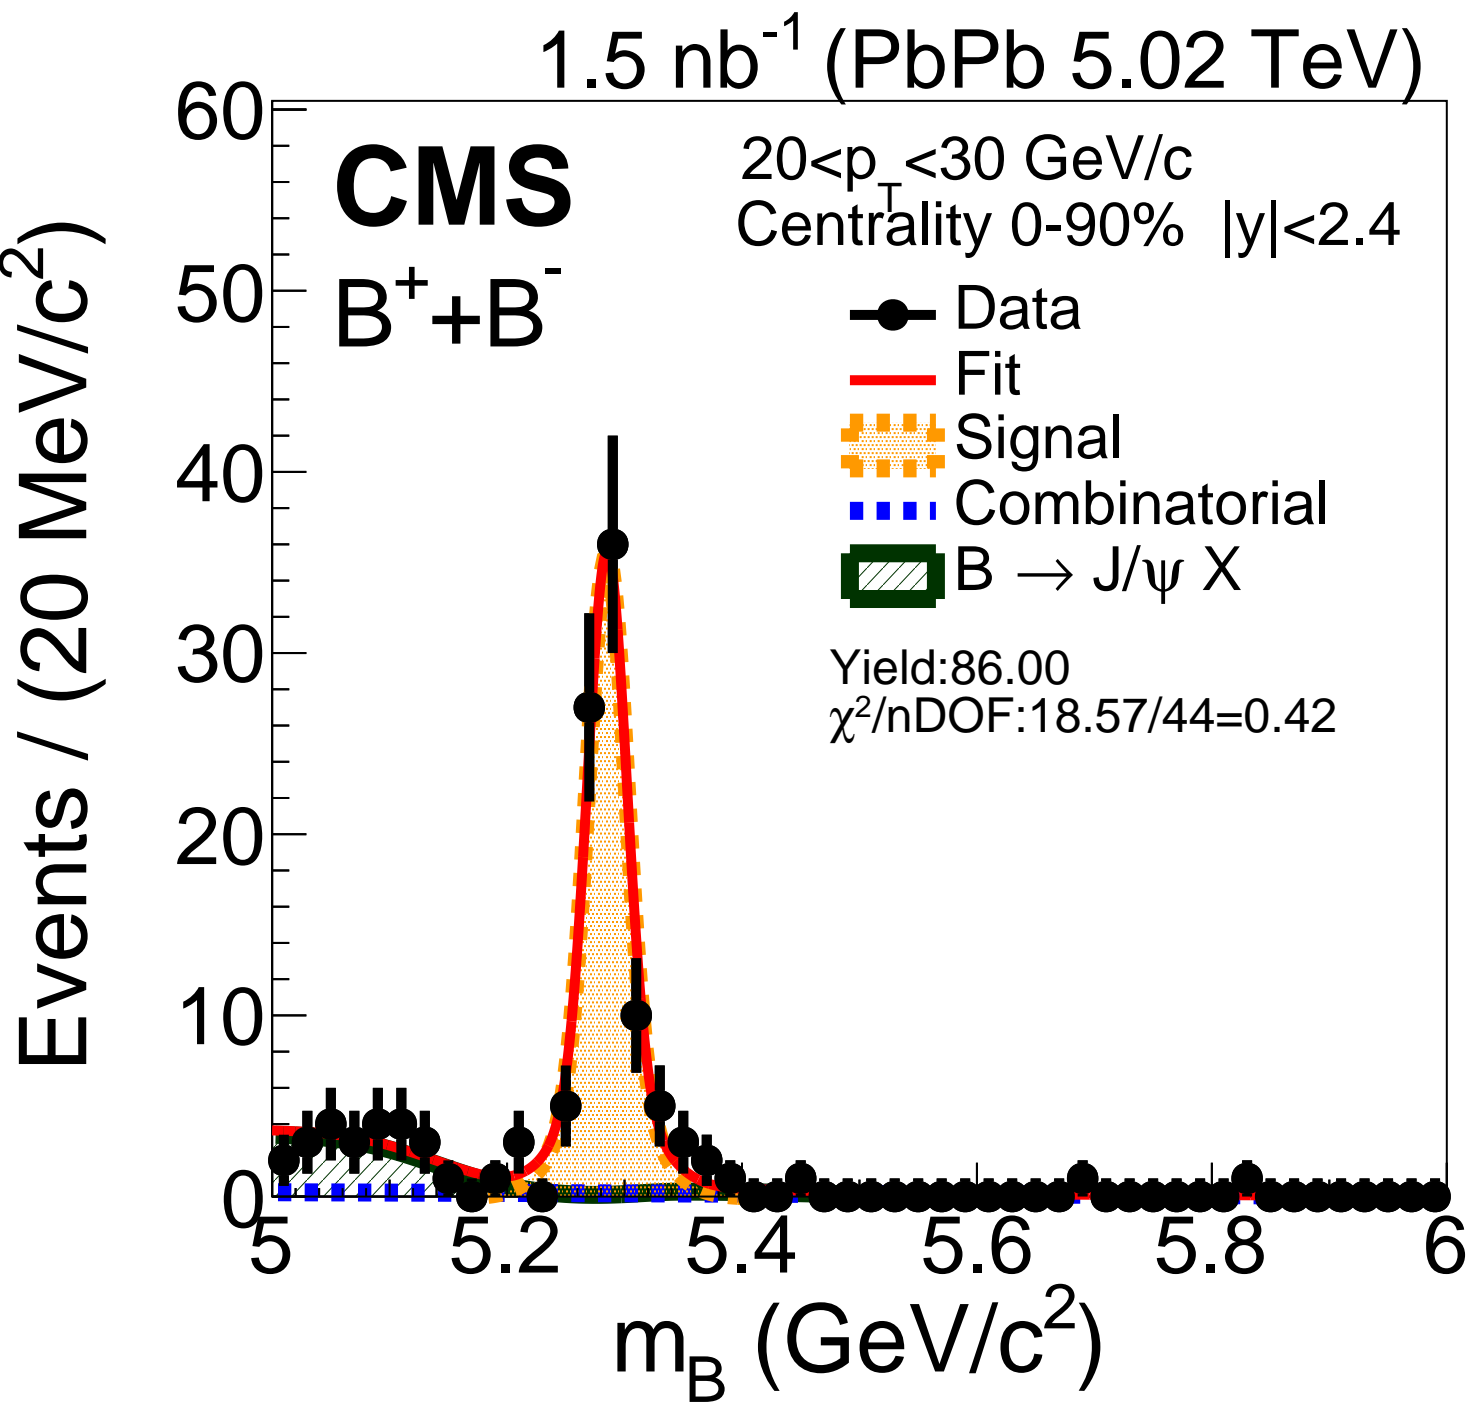 1.5 nb⁻¹ (PbPb 5.02 TeV)
CMS
B⁺+B⁻
20<p_T<30 GeV/c
Centrality 0-90% |y|<2.4
Data
Fit
Signal
Combinatorial
B → J/ψ X
Yield:86.00
χ²/nDOF:18.57/44=0.42
Events / (20 MeV/c²)
60
50
40
30
20
10
0
5 5.2 5.4 5.6 5.8 6
m_B (GeV/c²)